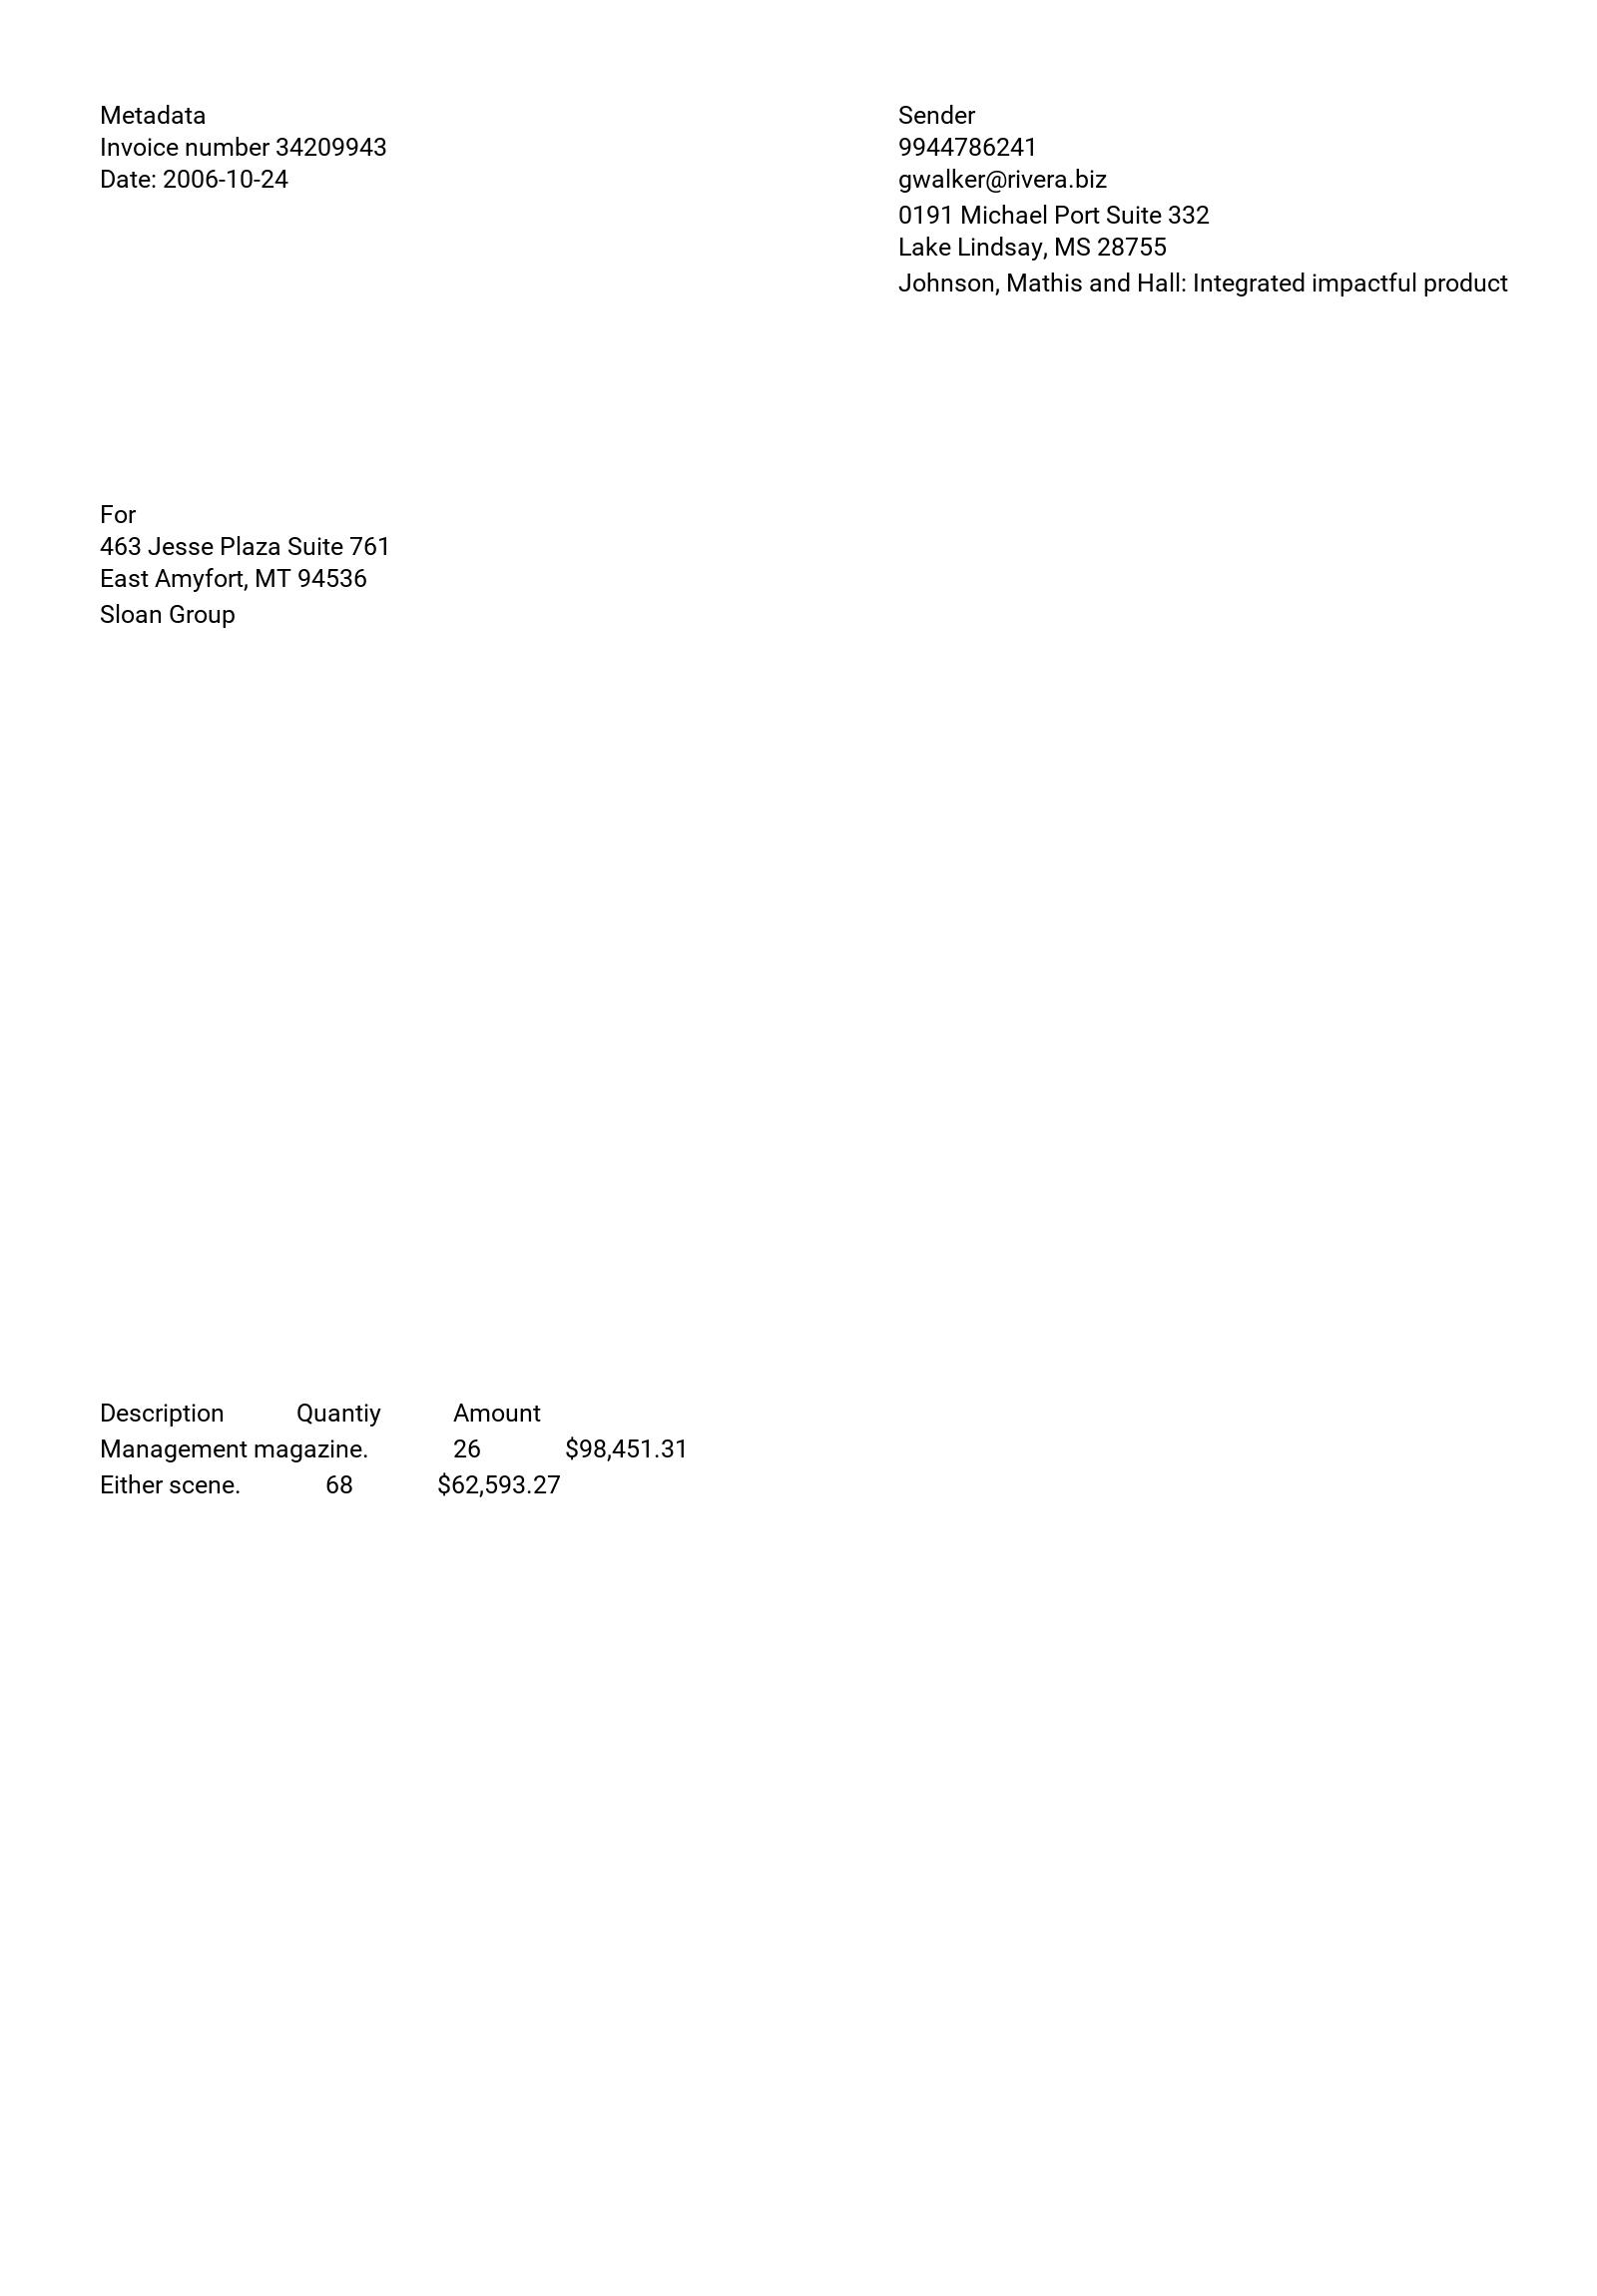 Metadata
Invoice number 34209943
Date: 2006-10-24
Sender
9944786241
gwalker@rivera.biz
0191 Michael Port Suite 332
Lake Lindsay, MS 28755
Johnson, Mathis and Hall: Integrated impactful product
For
463 Jesse Plaza Suite 761
East Amyfort, MT 94536
Sloan Group
Description Quantiy Amount
Management magazine. 26 $98,451.31
Either scene. 68 $62,593.27